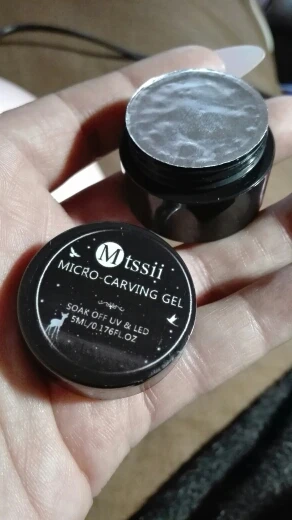 Mtssii
MICRO-CARVING GEL
SOAK OFF UV & LED
5ML/0.176FL.OZ